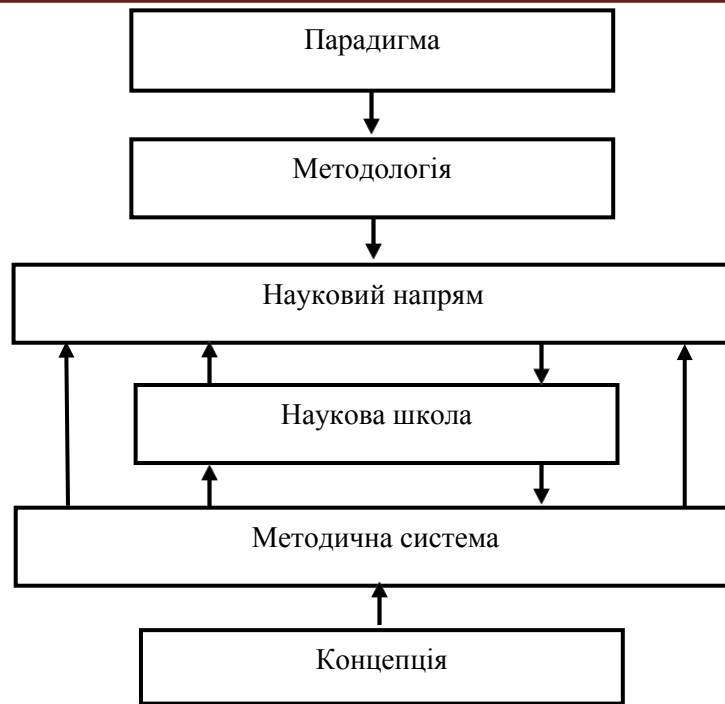 Парадигма
Методологія
Науковий напрям
Наукова школа
Методична система
Концепція